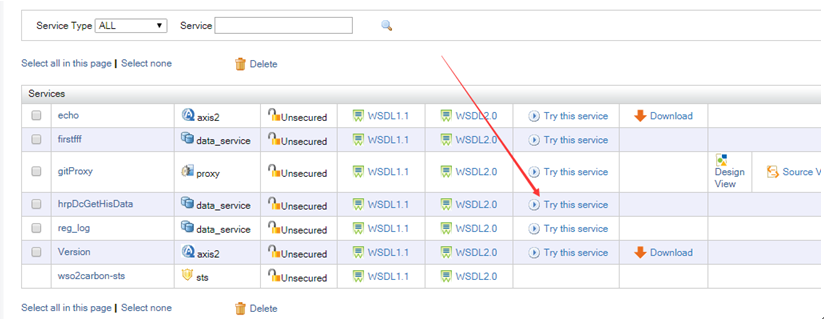 Service Type ALL Service
Select all in this page | Select none Delete
Services
echo axis2 Unsecured WSDL1.1 WSDL2.0 Try this service Download
firstfff data_service Unsecured WSDL1.1 WSDL2.0 Try this service
gitProxy proxy Unsecured WSDL1.1 WSDL2.0 Try this service Design View Source V
hrpDcGetHisData data_service Unsecured WSDL1.1 WSDL2.0 Try this service
reg_log data_service Unsecured WSDL1.1 WSDL2.0 Try this service
Version axis2 Unsecured WSDL1.1 WSDL2.0 Try this service Download
wso2carbon-sts sts Unsecured WSDL1.1 WSDL2.0
Select all in this page | Select none Delete